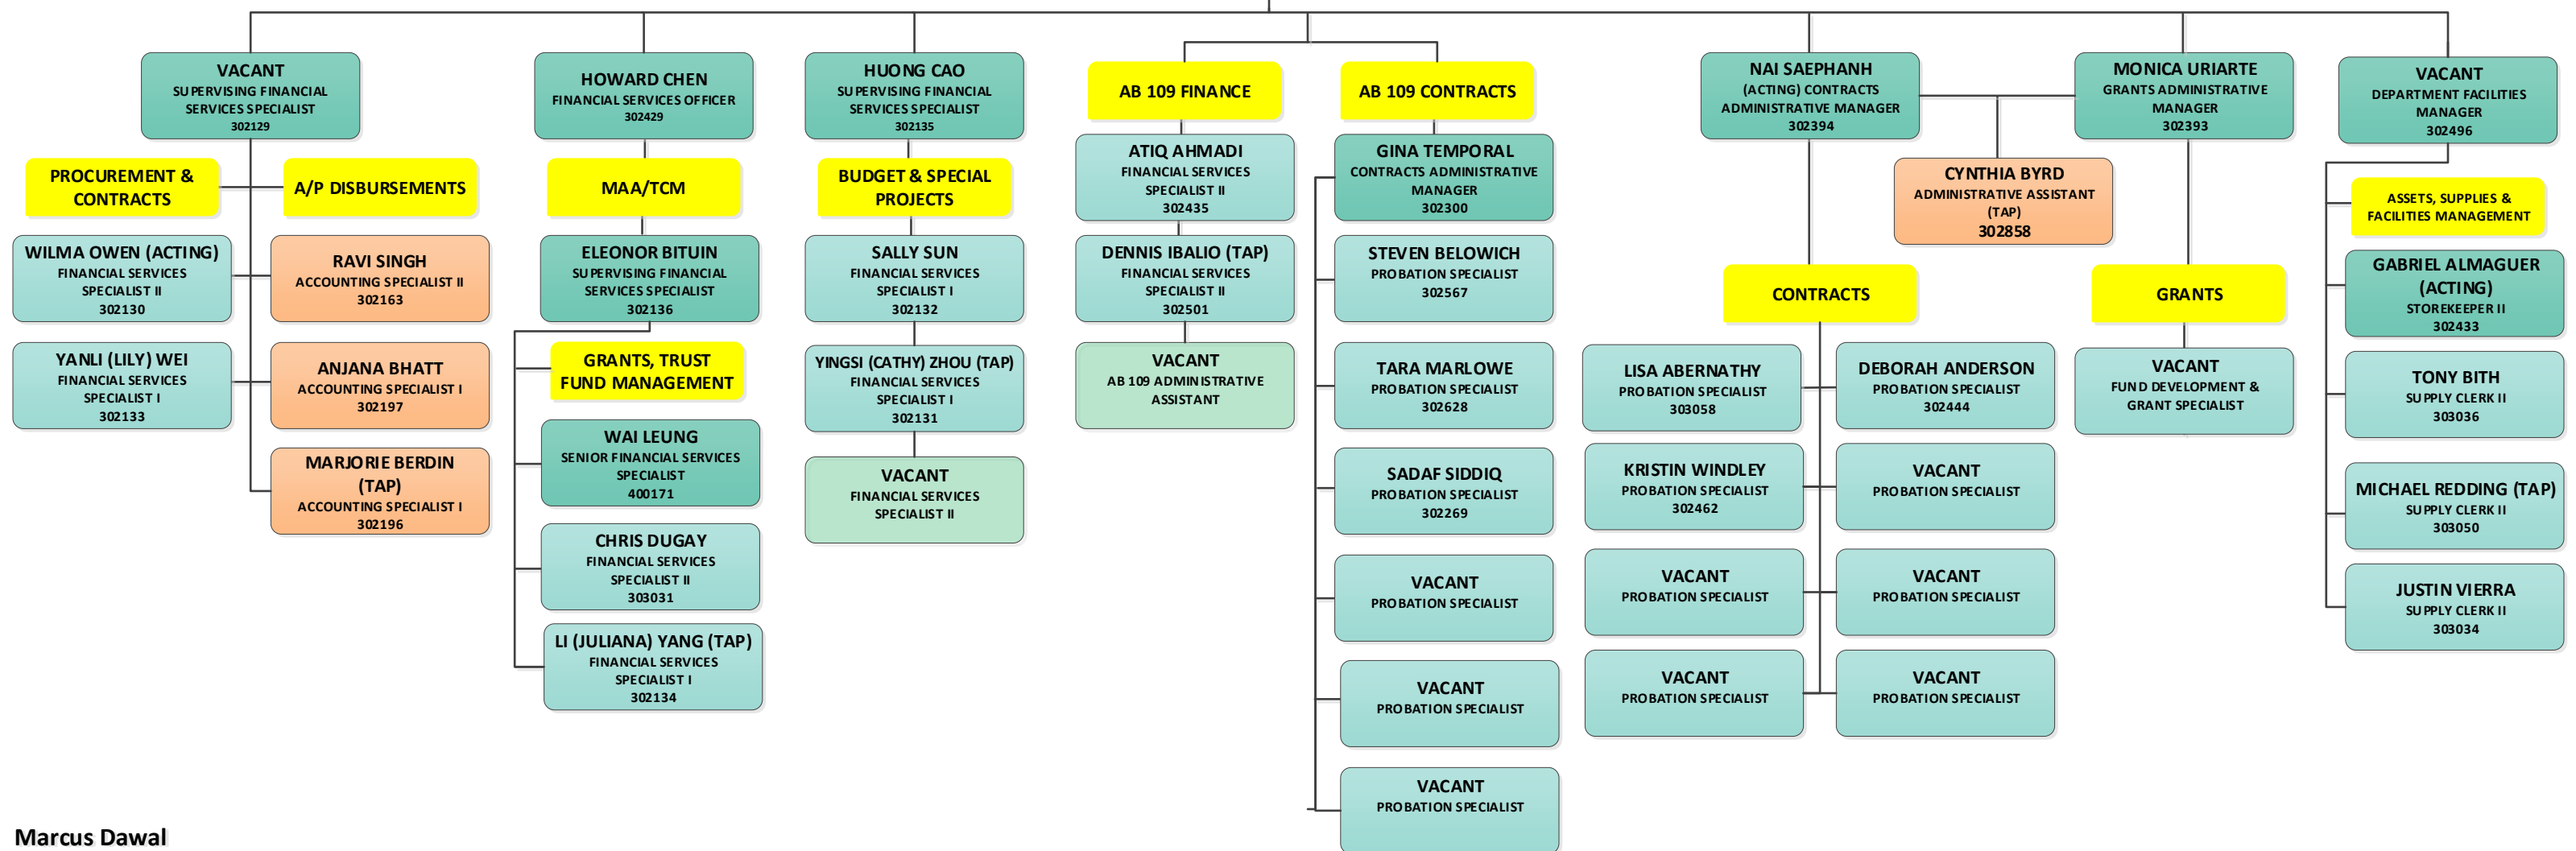 VACANT
SUPERVISING FINANCIAL
SERVICES SPECIALIST
302129
PROCUREMENT &
CONTRACTS
A/P DISBURSEMENTS
WILMA OWEN (ACTING)
FINANCIAL SERVICES
SPECIALIST II
302130
RAVI SINGH
ACCOUNTING SPECIALIST II
302163
YANLI (LILY) WEI
FINANCIAL SERVICES
SPECIALIST I
302133
ANJANA BHATT
ACCOUNTING SPECIALIST I
302197
MARJORIE BERDIN
(TAP)
ACCOUNTING SPECIALIST I
302196
HOWARD CHEN
FINANCIAL SERVICES OFFICER
302429
MAA/TCM
ELEONOR BITUIN
SUPERVISING FINANCIAL
SERVICES SPECIALIST
302136
GRANTS, TRUST
FUND MANAGEMENT
WAI LEUNG
SENIOR FINANCIAL SERVICES
SPECIALIST
400171
CHRIS DUGAY
FINANCIAL SERVICES
SPECIALIST II
303031
LI (JULIANA) YANG (TAP)
FINANCIAL SERVICES
SPECIALIST I
302134
HUONG CAO
SUPERVISING FINANCIAL
SERVICES SPECIALIST
302135
BUDGET & SPECIAL
PROJECTS
SALLY SUN
FINANCIAL SERVICES
SPECIALIST I
302132
YINGSI (CATHY) ZHOU (TAP)
FINANCIAL SERVICES
SPECIALIST I
302131
VACANT
FINANCIAL SERVICES
SPECIALIST II
AB 109 FINANCE
ATIQ AHMADI
FINANCIAL SERVICES
SPECIALIST II
302435
DENNIS IBALIO (TAP)
FINANCIAL SERVICES
SPECIALIST II
302501
VACANT
AB 109 ADMINISTRATIVE
ASSISTANT
AB 109 CONTRACTS
GINA TEMPORAL
CONTRACTS ADMINISTRATIVE
MANAGER
302300
STEVEN BELOWICH
PROBATION SPECIALIST
302567
TARA MARLOWE
PROBATION SPECIALIST
302628
SADAF SIDDIQ
PROBATION SPECIALIST
302269
VACANT
PROBATION SPECIALIST
VACANT
PROBATION SPECIALIST
VACANT
PROBATION SPECIALIST
NAI SAEPHANH
(ACTING) CONTRACTS
ADMINISTRATIVE MANAGER
302394
MONICA URIARTE
GRANTS ADMINISTRATIVE
MANAGER
302393
CYNTHIA BYRD
ADMINISTRATIVE ASSISTANT
(TAP)
302858
CONTRACTS
LISA ABERNATHY
PROBATION SPECIALIST
303058
DEBORAH ANDERSON
PROBATION SPECIALIST
302444
KRISTIN WINDLEY
PROBATION SPECIALIST
302462
VACANT
PROBATION SPECIALIST
VACANT
PROBATION SPECIALIST
VACANT
PROBATION SPECIALIST
VACANT
PROBATION SPECIALIST
VACANT
PROBATION SPECIALIST
GRANTS
VACANT
FUND DEVELOPMENT &
GRANT SPECIALIST
VACANT
DEPARTMENT FACILITIES
MANAGER
302496
ASSETS, SUPPLIES &
FACILITIES MANAGEMENT
GABRIEL ALMAGUER
(ACTING)
STOREKEEPER II
302433
TONY BITH
SUPPLY CLERK II
303036
MICHAEL REDDING (TAP)
SUPPLY CLERK II
303050
JUSTIN VIERRA
SUPPLY CLERK II
303034
Marcus Dawal